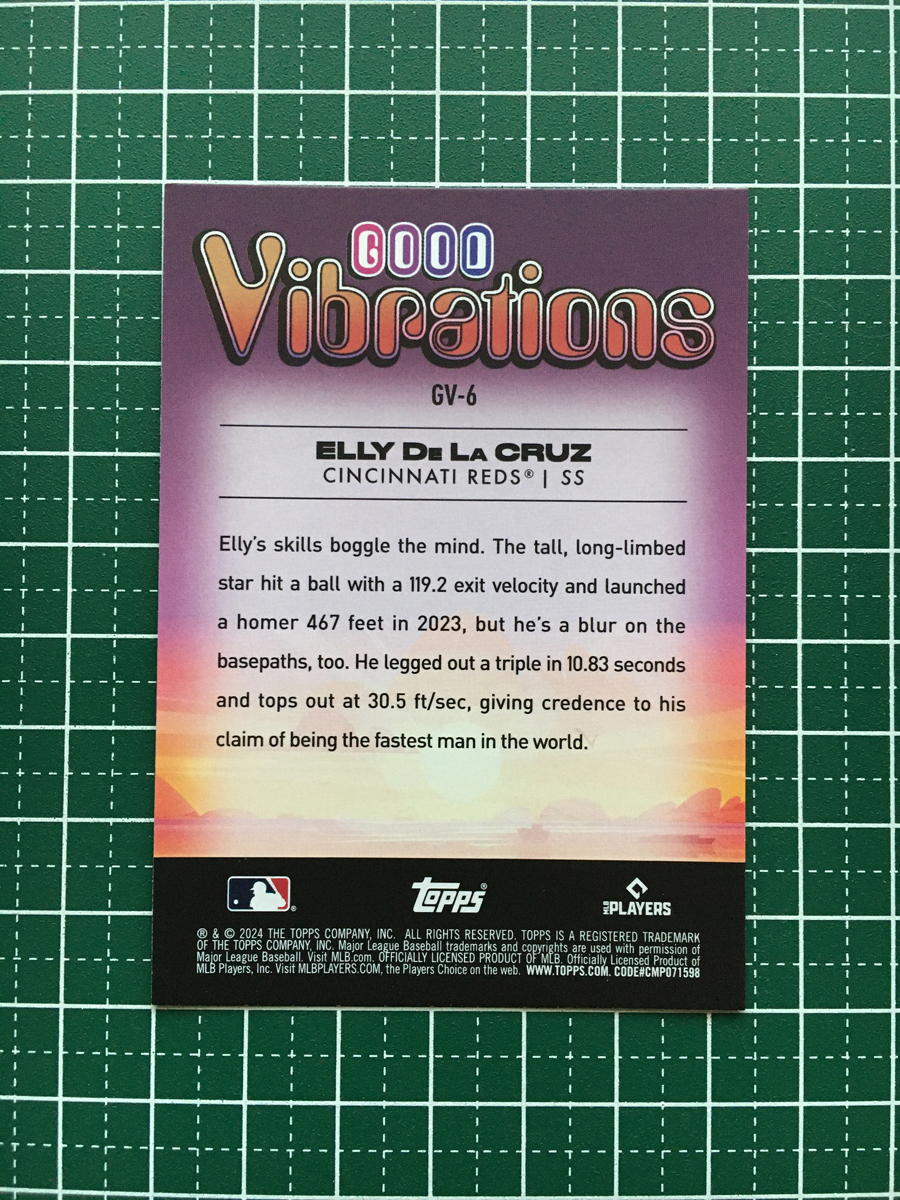 GOOD
Vibrations
GV-6
ELLY DE LA CRUZ
CINCINNATI REDS® | SS
Elly's skills boggle the mind. The tall, long-limbed
star hit a ball with a 119.2 exit velocity and launched
a homer 467 feet in 2023, but he's a blur on the
basepaths, too. He legged out a triple in 10.83 seconds
and tops out at 30.5 ft/sec, giving credence to his
claim of being the fastest man in the world.
®
topps®
MLB PLAYERS
® & © 2024 THE TOPPS COMPANY, INC. ALL RIGHTS RESERVED. TOPPS IS A REGISTERED TRADEMARK
OF THE TOPPS COMPANY, INC. Major League Baseball trademarks and copyrights are used with permission of
Major League Baseball. Visit MLB.com. OFFICIALLY LICENSED PRODUCT OF MLB. Officially Licensed Product of
MLB Players, Inc. Visit MLBPLAYERS.COM, the Players Choice on the web. WWW.TOPPS.COM. CODE#CMP071598